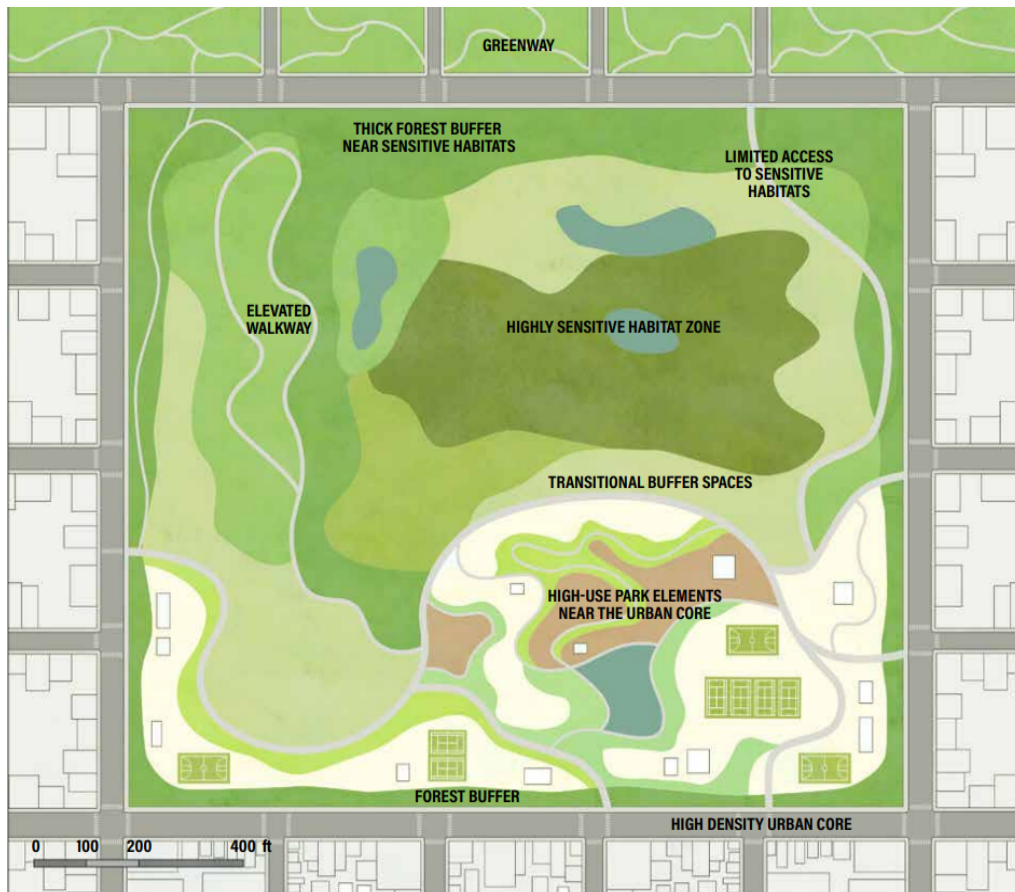 GREENWAY
THICK FOREST BUFFER
NEAR SENSITIVE HABITATS
LIMITED ACCESS
TO SENSITIVE
HABITATS
ELEVATED
WALKWAY
HIGHLY SENSITIVE HABITAT ZONE
TRANSITIONAL BUFFER SPACES
HIGH-USE PARK ELEMENTS
NEAR THE URBAN CORE
FOREST BUFFER
HIGH DENSITY URBAN CORE
0 100 200 400 ft